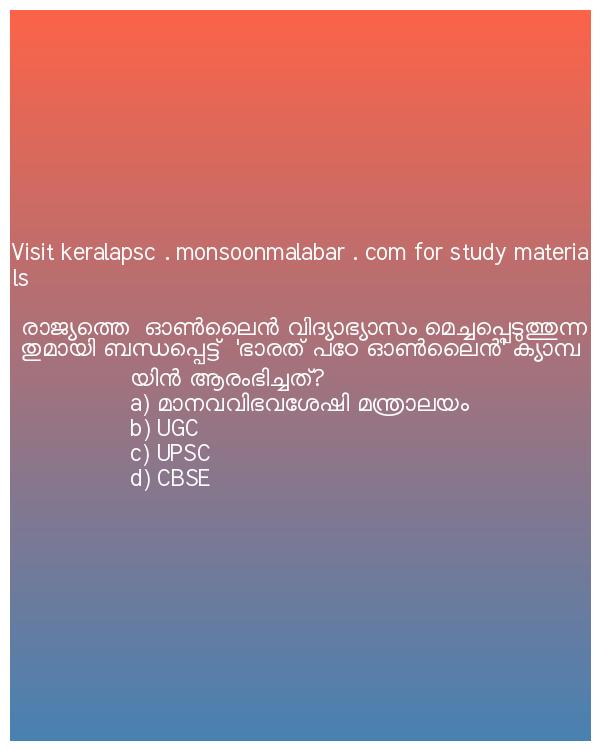 Visit keralapsc . monsoonmalabar . com for study materia
ls
രാജ്യത്തെ  ഓൺലൈൻ വിദ്യാഭ്യാസം മെച്ചപ്പെടുത്തുന്ന
തുമായി ബന്ധപ്പെട്ട്  'ഭാരത് പഠേ ഓൺലൈൻ" ക്യാമ്പ
യിൻ ആരംഭിച്ചത്?
a) മാനവവിഭവശേഷി മന്ത്രാലയം
b) UGC
c) UPSC
d) CBSE